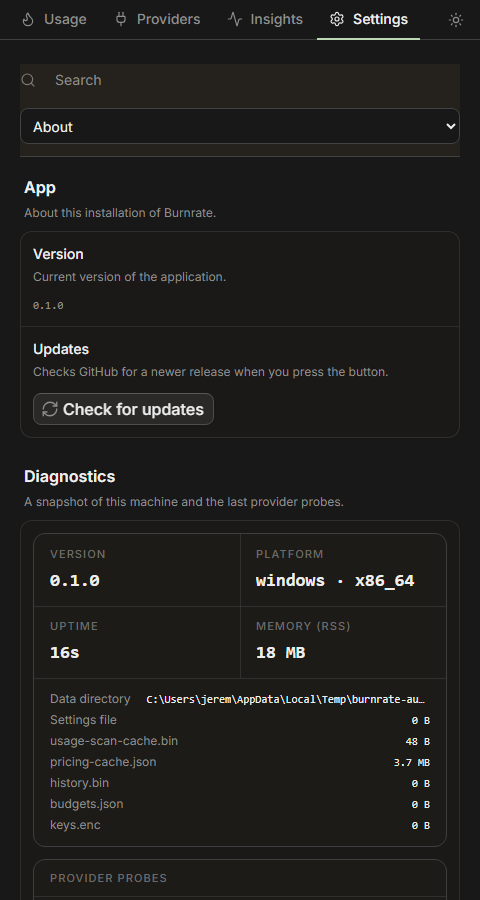 Usage Providers Insights Settings
Search
About
App
About this installation of Burnrate.
Version
Current version of the application.
0.1.0
Updates
Checks GitHub for a newer release when you press the button.
Check for updates
Diagnostics
A snapshot of this machine and the last provider probes.
VERSION PLATFORM
0.1.0 windows · x86_64
UPTIME MEMORY (RSS)
16s 18 MB
Data directory C:\Users\jerem\AppData\Local\Temp\burnrate-au…
Settings file 0 B
usage-scan-cache.bin 48 B
pricing-cache.json 3.7 MB
history.bin 0 B
budgets.json 0 B
keys.enc 0 B
PROVIDER PROBES